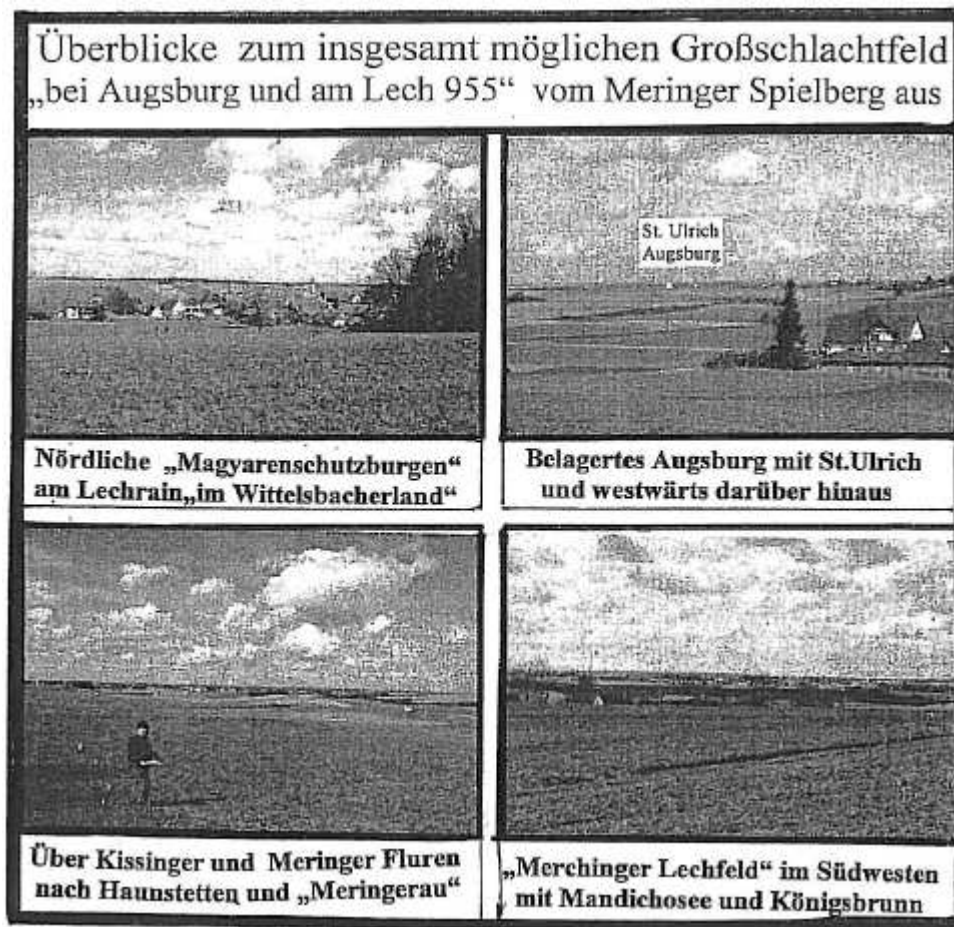 Überblicke zum insgesamt möglichen Großschlachtfeld
„bei Augsburg und am Lech 955“ vom Meringer Spielberg aus
St. Ulrich
Augsburg
Nördliche „Magyarenschutzburgen“
am Lechrain„im Wittelsbacherland“
Belagertes Augsburg mit St.Ulrich
und westwärts darüber hinaus
Über Kissinger und Meringer Fluren
nach Haunstetten und „Meringerau“
„Merchinger Lechfeld“ im Südwesten
mit Mandichosee und Königsbrunn